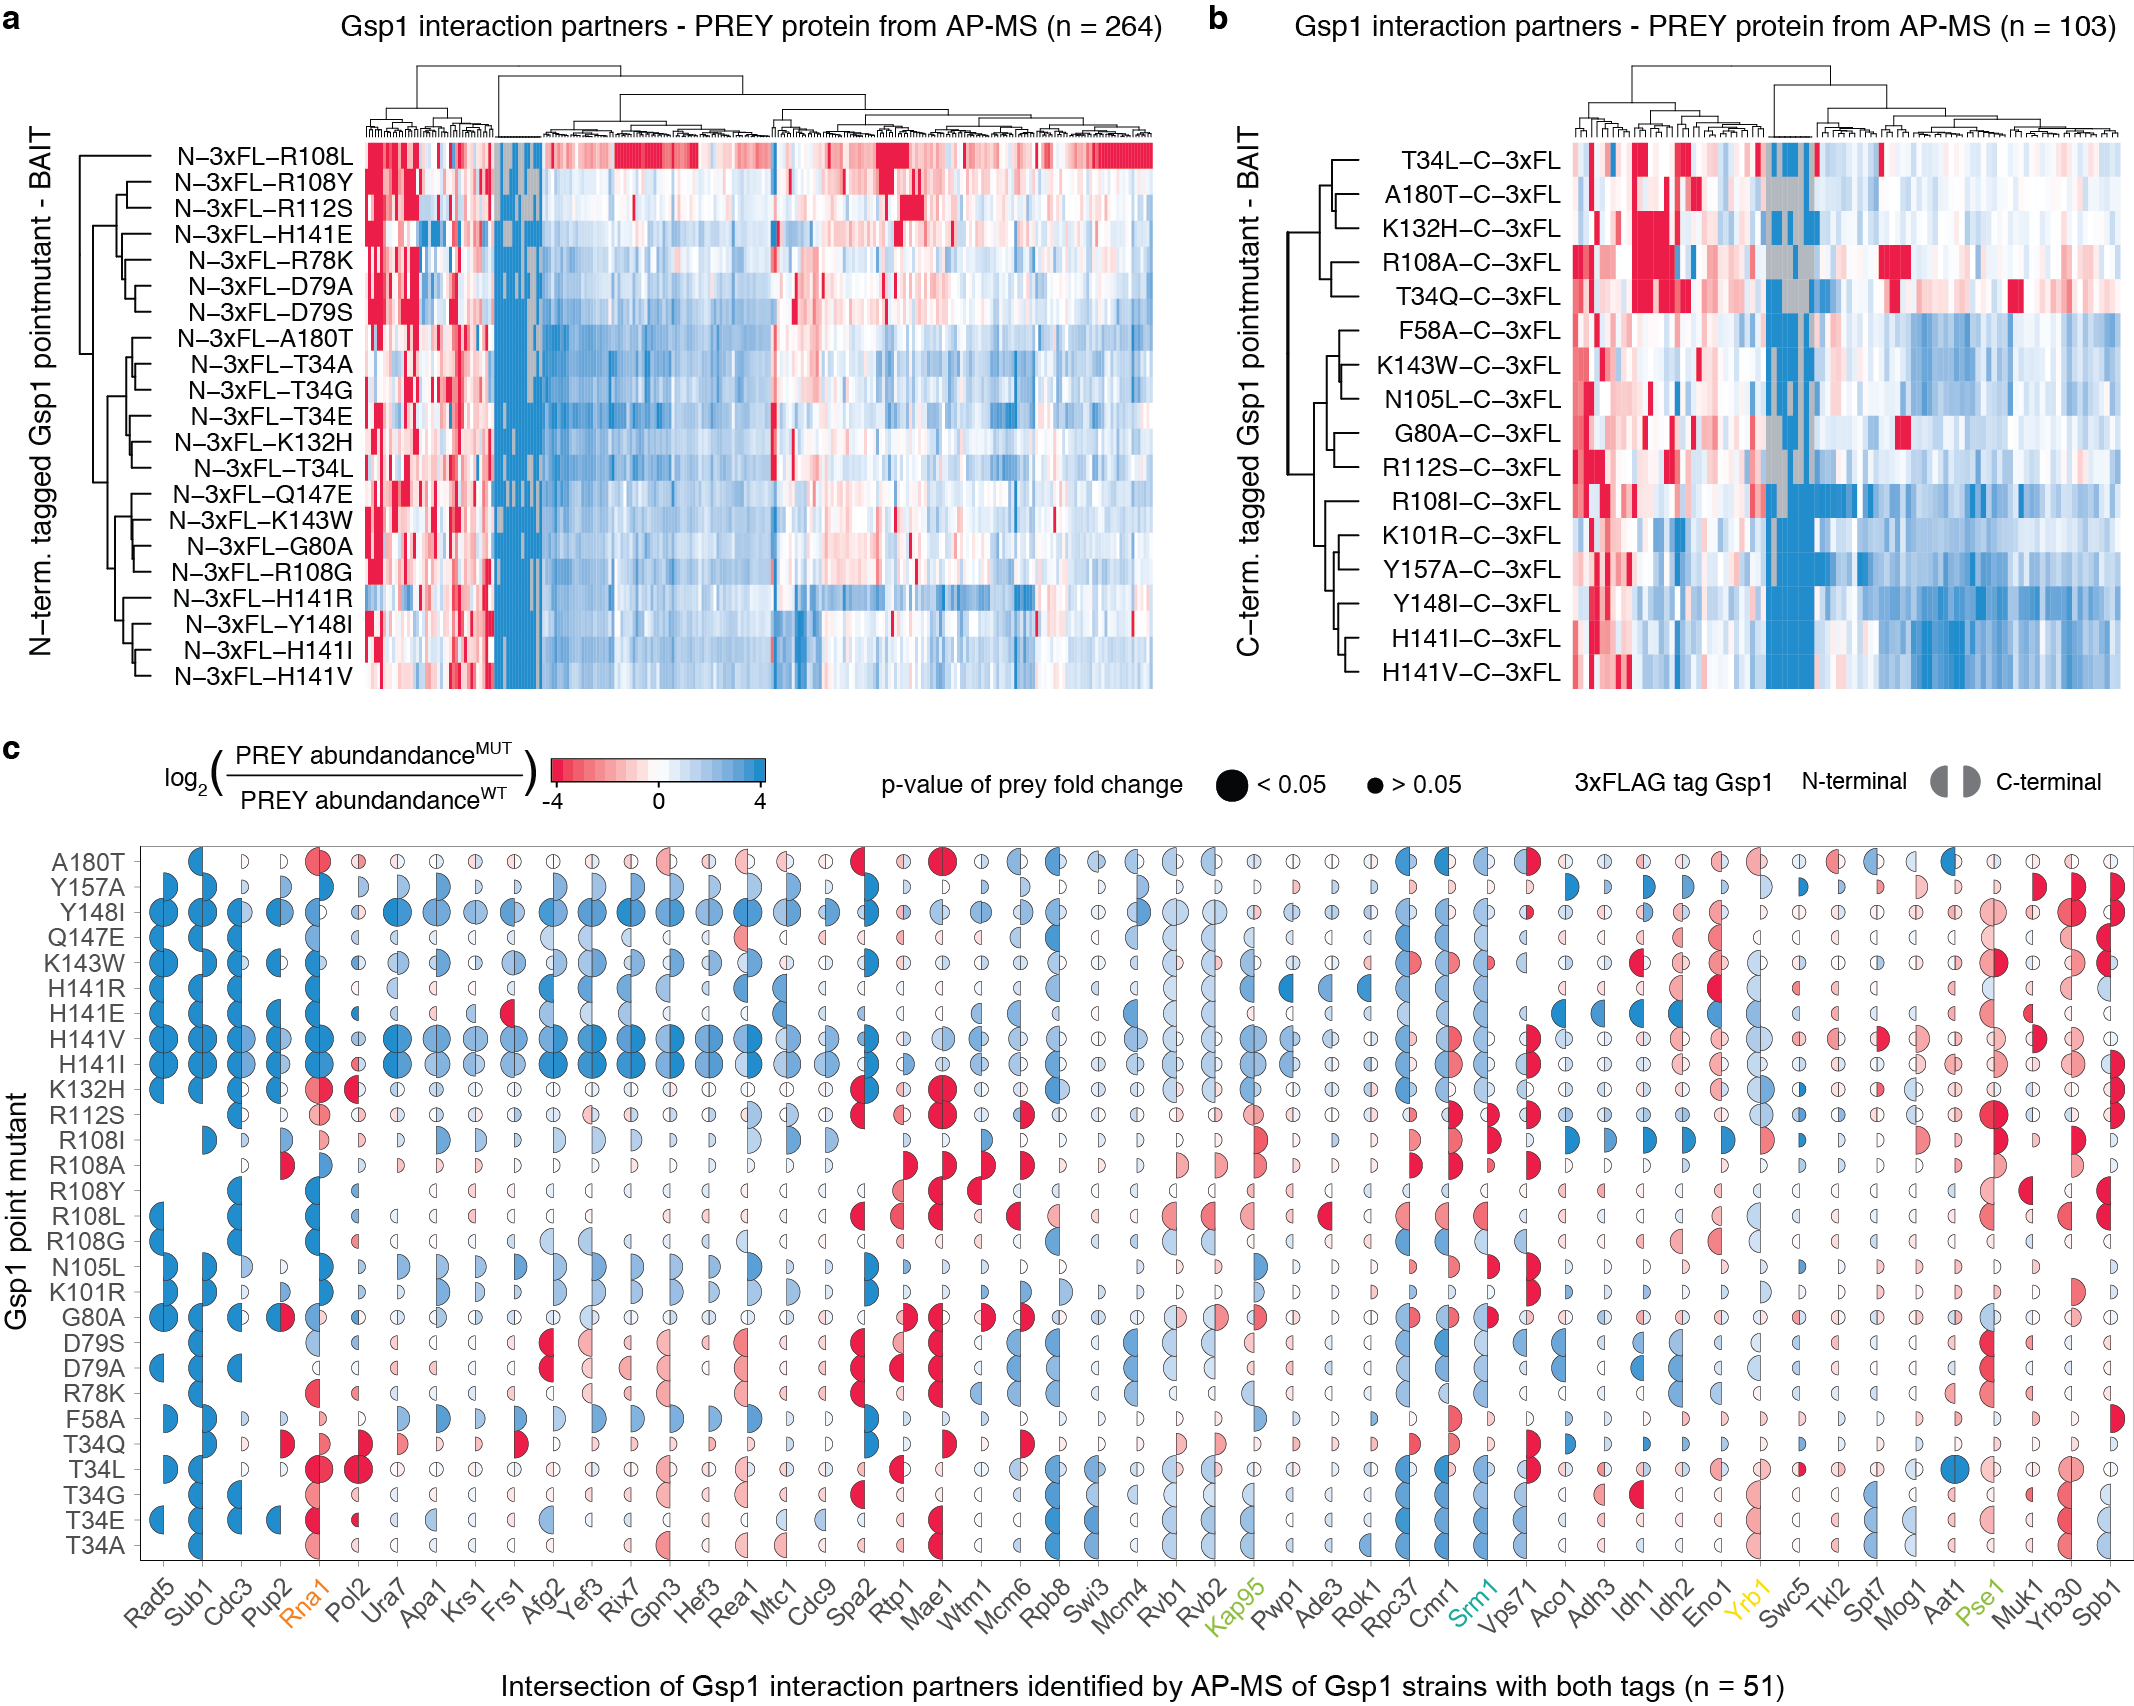 a
Gsp1 interaction partners - PREY protein from AP-MS (n = 264)
N-term. tagged Gsp1 pointmutant - BAIT
N−3xFL−R108L
N−3xFL−R108Y
N−3xFL−R112S
N−3xFL−H141E
N−3xFL−R78K
N−3xFL−D79A
N−3xFL−D79S
N−3xFL−A180T
N−3xFL−T34A
N−3xFL−T34G
N−3xFL−T34E
N−3xFL−K132H
N−3xFL−T34L
N−3xFL−Q147E
N−3xFL−K143W
N−3xFL−G80A
N−3xFL−R108G
N−3xFL−H141R
N−3xFL−Y148I
N−3xFL−H141I
N−3xFL−H141V
b
Gsp1 interaction partners - PREY protein from AP-MS (n = 103)
C−term. tagged Gsp1 pointmutant - BAIT
T34L−C−3xFL
A180T−C−3xFL
K132H−C−3xFL
R108A−C−3xFL
T34Q−C−3xFL
F58A−C−3xFL
K143W−C−3xFL
N105L−C−3xFL
G80A−C−3xFL
R112S−C−3xFL
R108I−C−3xFL
K101R−C−3xFL
Y157A−C−3xFL
Y148I−C−3xFL
H141I−C−3xFL
H141V−C−3xFL
c
log2 ( PREY abundandanceMUT
PREY abundandanceWT )
-4 0 4
p-value of prey fold change < 0.05 > 0.05
3xFLAG tag Gsp1 N-terminal C-terminal
Gsp1 point mutant
A180T
Y157A
Y148I
Q147E
K143W
H141R
H141E
H141V
H141I
K132H
R112S
R108I
R108A
R108Y
R108L
R108G
N105L
K101R
G80A
D79S
D79A
R78K
F58A
T34Q
T34L
T34G
T34E
T34A
Rad5 Sub1 Cdc3 Pup2 Rna1 Pol2 Ura7 Apa1 Krs1 Frs1 Afg2 Yef3 Rix7 Gpn3 Hef3 Rea1 Mtc1 Cdc9 Spa2 Rtp1 Mae1 Wtm1 Mcm6 Rpb8 Swi3 Mcm4 Rvb1 Rvb2 Kap95 Pwp1 Ade3 Rok1 Rpc37 Cmr1 Srm1 Vps71 Aco1 Adh3 Idh1 Idh2 Eno1 Yrb1 Swc5 Tkl2 Spt7 Mog1 Aat1 Pse1 Muk1 Yrb30 Spb1
Intersection of Gsp1 interaction partners identified by AP-MS of Gsp1 strains with both tags (n = 51)